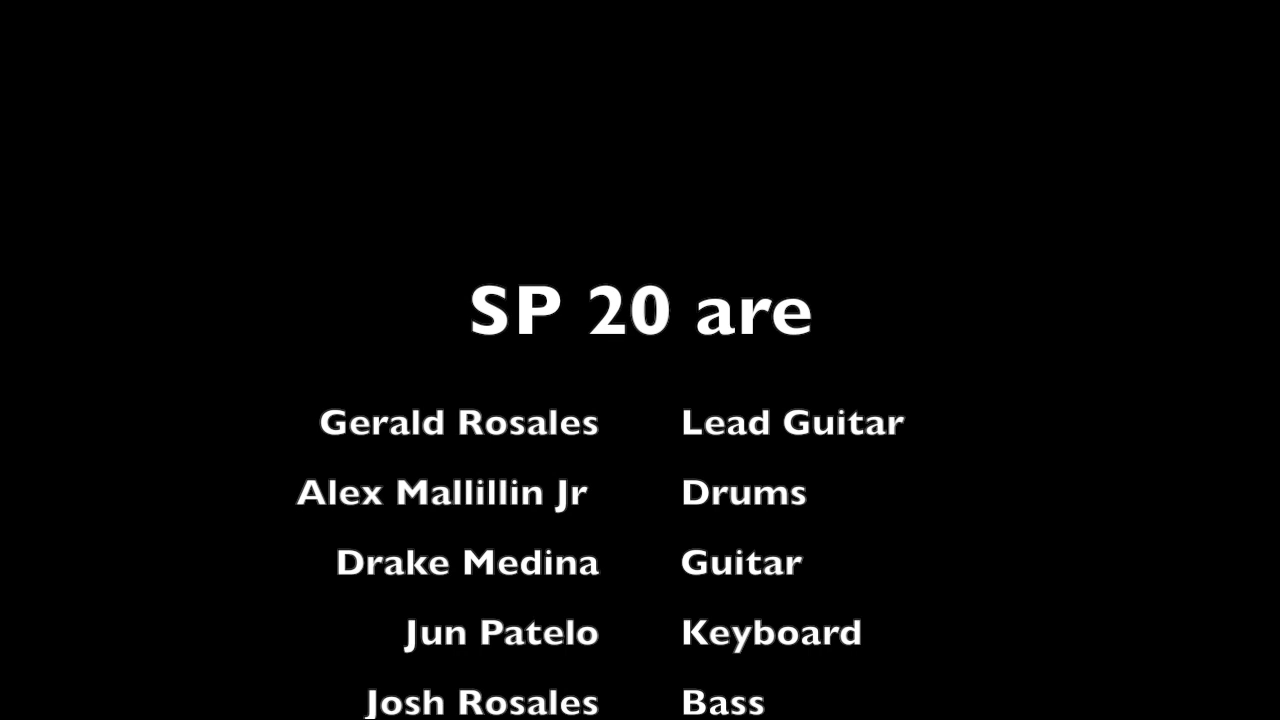 SP 20 are
Gerald Rosales Lead Guitar
Alex Mallillin Jr Drums
Drake Medina Guitar
Jun Patelo Keyboard
Josh Rosales Bass